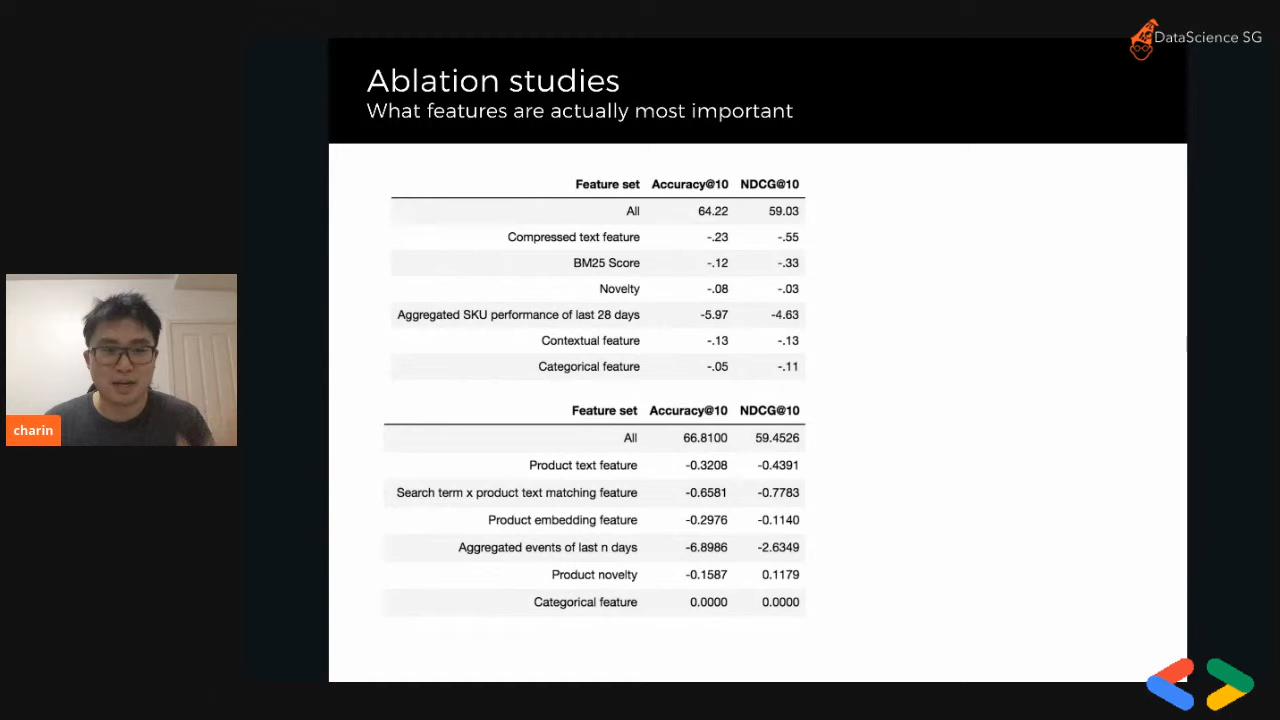 DataScience SG
Ablation studies
What features are actually most important
Feature set Accuracy@10 NDCG@10
All 64.22 59.03
Compressed text feature -.23 -.55
BM25 Score -.12 -.33
Novelty -.08 -.03
Aggregated SKU performance of last 28 days -5.97 -4.63
Contextual feature -.13 -.13
Categorical feature -.05 -.11
Feature set Accuracy@10 NDCG@10
All 66.8100 59.4526
Product text feature -0.3208 -0.4391
Search term x product text matching feature -0.6581 -0.7783
Product embedding feature -0.2976 -0.1140
Aggregated events of last n days -6.8986 -2.6349
Product novelty -0.1587 0.1179
Categorical feature 0.0000 0.0000
charin